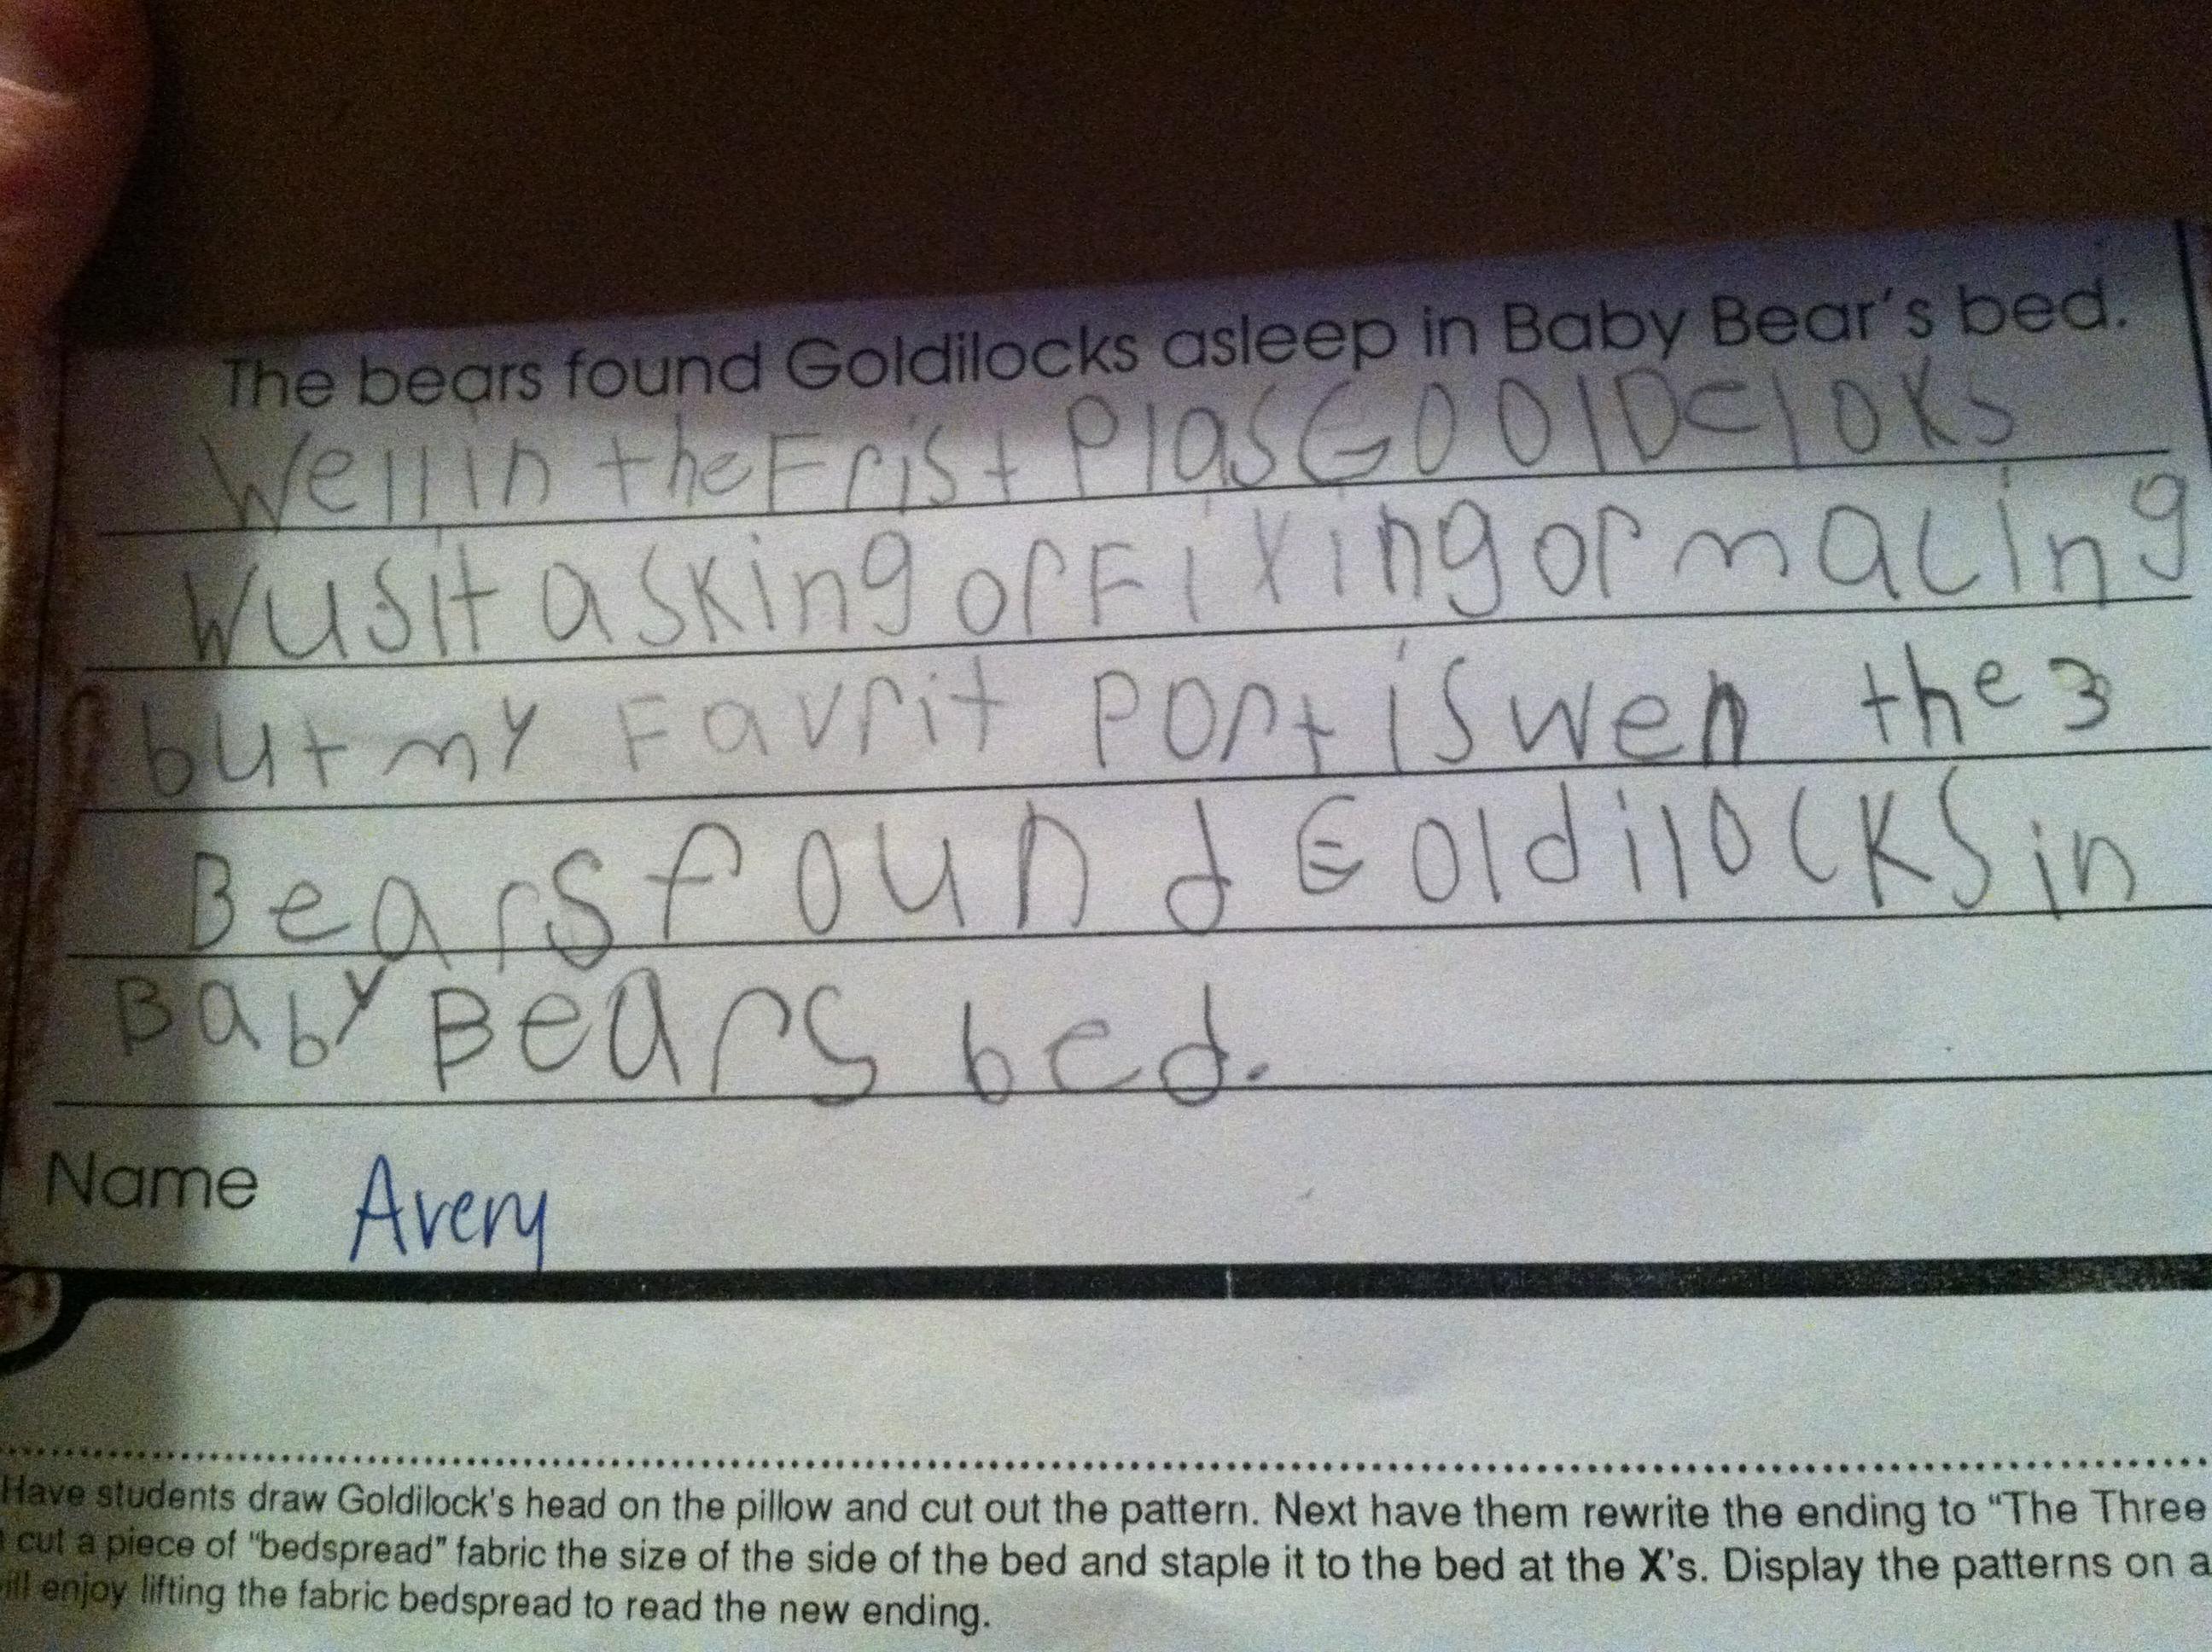 The bears found Goldilocks asleep in Baby Bear's bed.
Well in the Frist Plas GOOlDeloks
Wusit asking or Fixing or macing
but my Favrit Port is wen the 3
Bears found Goldilocks in
Baby Bears bed.
Name Avery
Have students draw Goldilock's head on the pillow and cut out the pattern. Next have them rewrite the ending to "The Three
cut a piece of "bedspread" fabric the size of the side of the bed and staple it to the bed at the X's. Display the patterns on a
ill enjoy lifting the fabric bedspread to read the new ending.